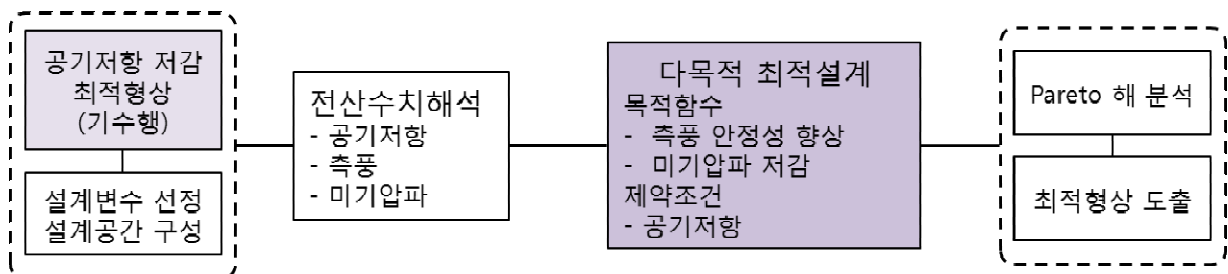 공기저항 저감
최적형상
(기수행)
설계변수 선정
설계공간 구성
전산수치해석
- 공기저항
- 측풍
- 미기압파
다목적 최적설계
목적함수
- 측풍 안정성 향상
- 미기압파 저감
제약조건
- 공기저항
Pareto 해 분석
최적형상 도출